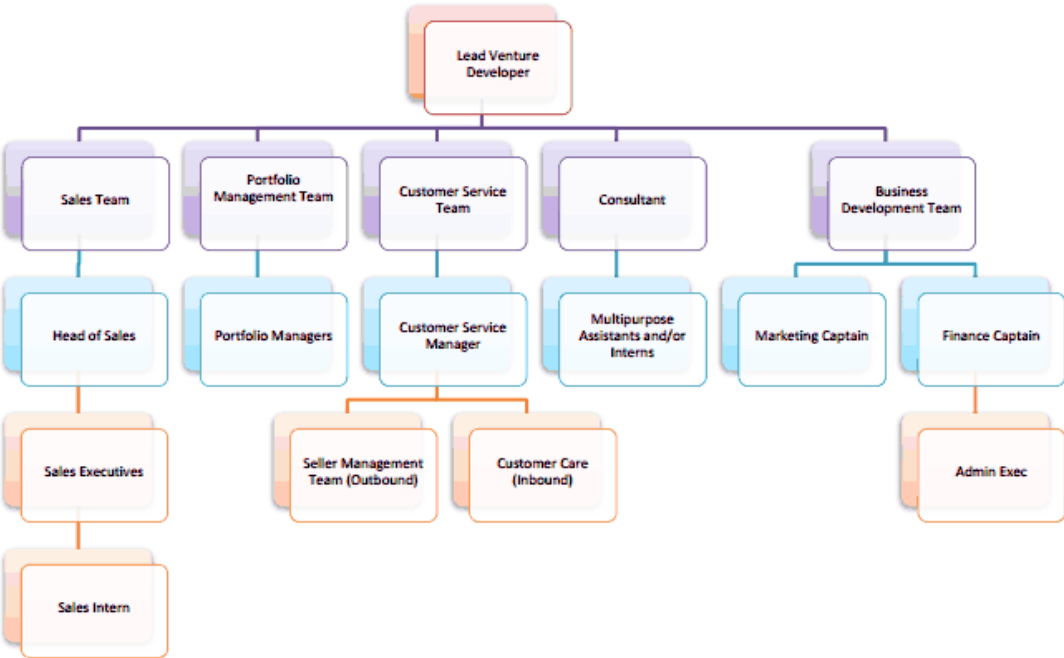 Lead Venture
Developer
Sales Team
Portfolio
Management Team
Customer Service
Team
Consultant
Business
Development Team
Head of Sales
Portfolio Managers
Customer Service
Manager
Multipurpose
Assistants and/or
Interns
Marketing Captain
Finance Captain
Sales Executives
Seller Management
Team (Outbound)
Customer Care
(Inbound)
Admin Exec
Sales Intern